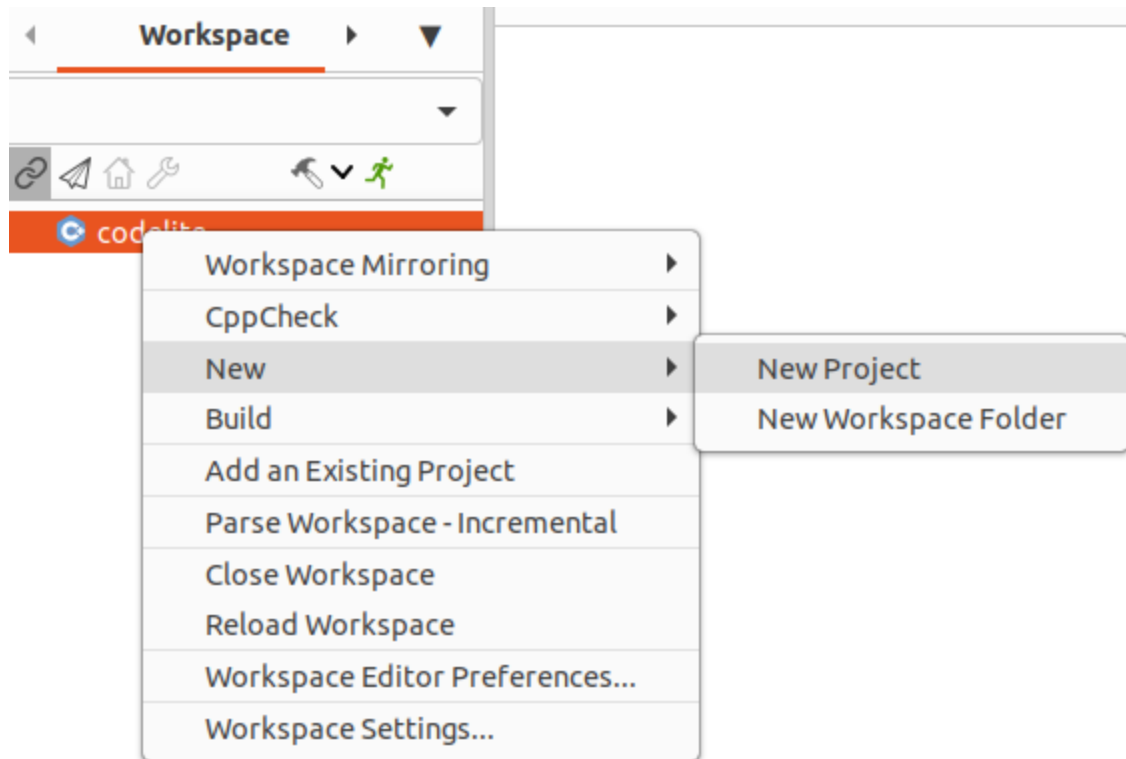 Workspace
codelite
Workspace Mirroring
CppCheck
New
New Project
Build
New Workspace Folder
Add an Existing Project
Parse Workspace - Incremental
Close Workspace
Reload Workspace
Workspace Editor Preferences...
Workspace Settings...